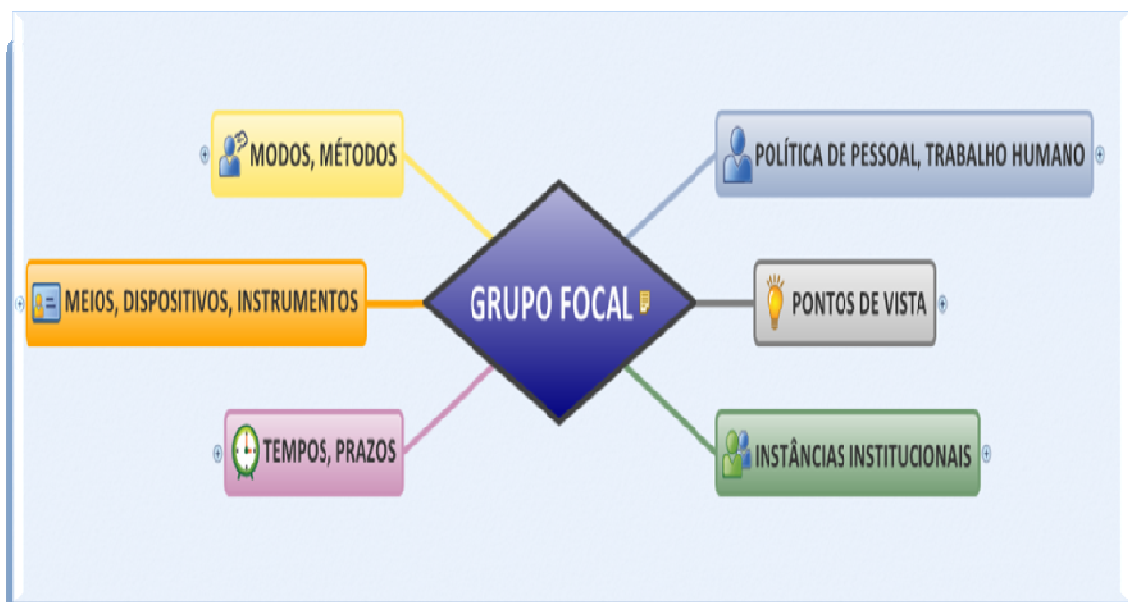 MODOS, MÉTODOS
POLÍTICA DE PESSOAL, TRABALHO HUMANO
MEIOS, DISPOSITIVOS, INSTRUMENTOS
GRUPO FOCAL
PONTOS DE VISTA
TEMPOS, PRAZOS
INSTÂNCIAS INSTITUCIONAIS